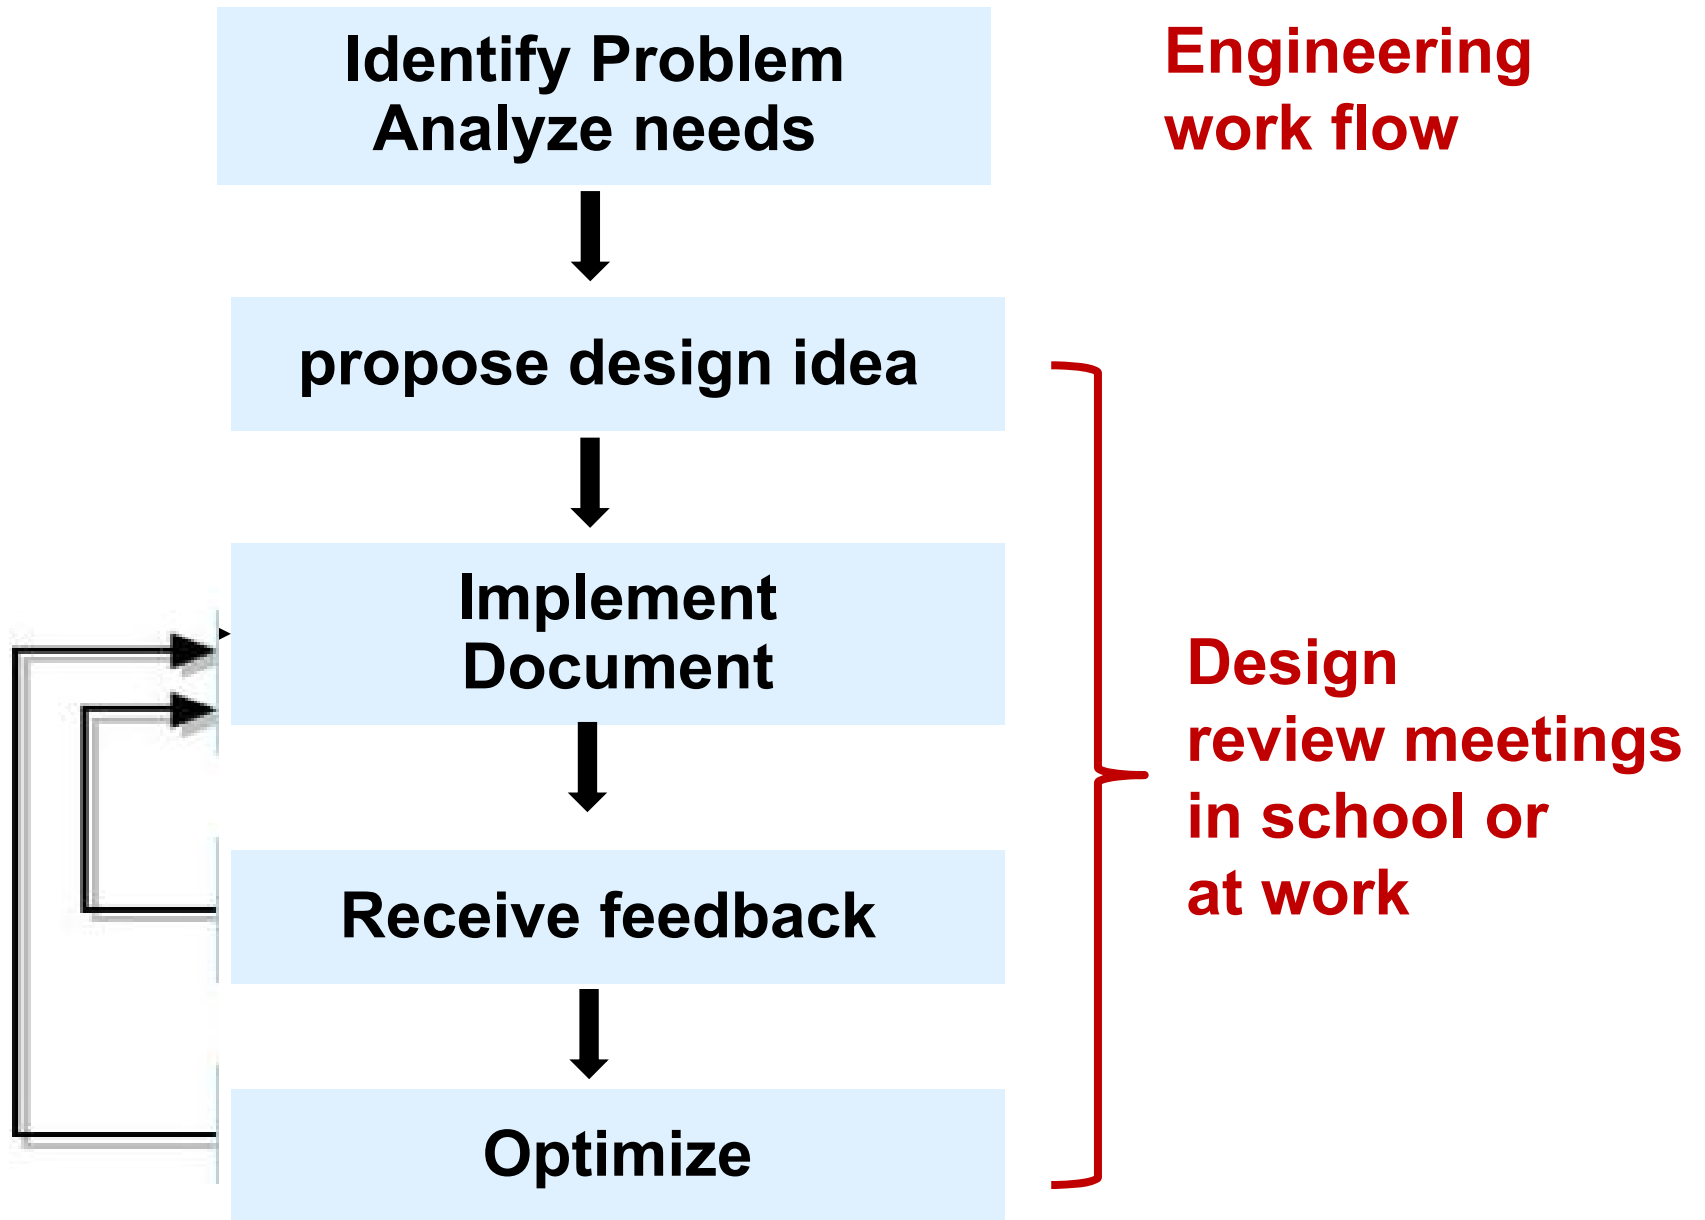 Identify Problem
Analyze needs
Engineering
work flow
propose design idea
Implement
Document
Design
review meetings
in school or
at work
Receive feedback
Optimize